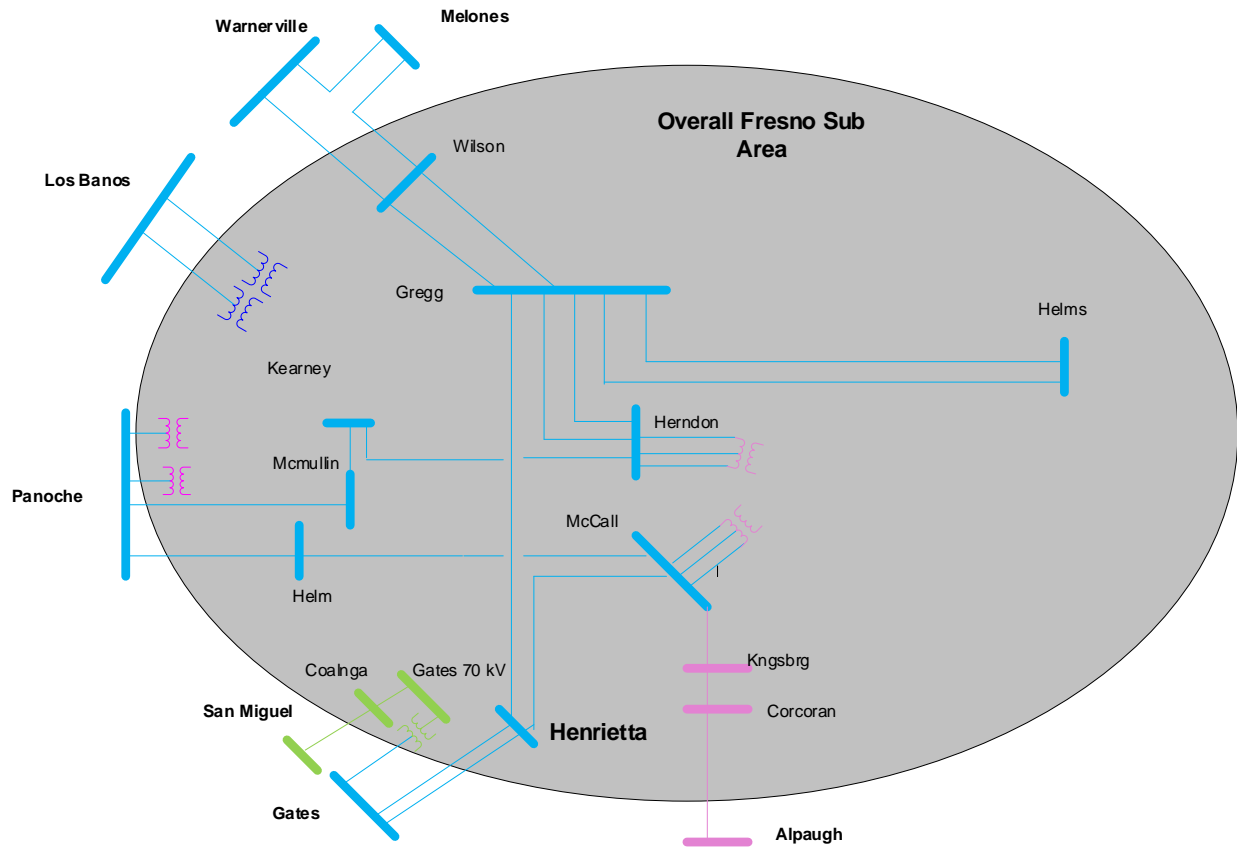 Melones
Warnerville
Overall Fresno Sub
Area
Wilson
Los Banos
Gregg
Helms
Kearney
Herndon
Mcmullin
Panoche
McCall
Helm
Kngsbrg
Coalnga
Gates 70 kV
San Miguel
Corcoran
Henrietta
Gates
Alpaugh